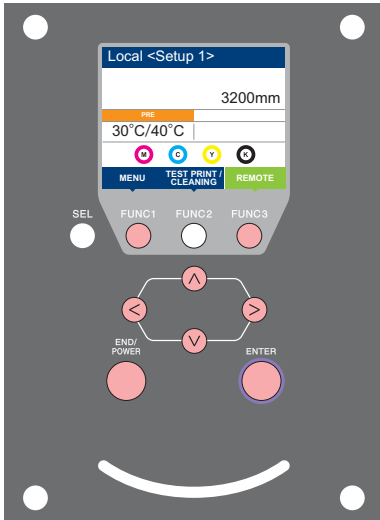 Local <Setup 1>
3200mm
PRE
30°C/40°C
M C Y K
MENU TEST PRINT / CLEANING REMOTE
SEL FUNC1 FUNC2 FUNC3
END/
POWER
ENTER